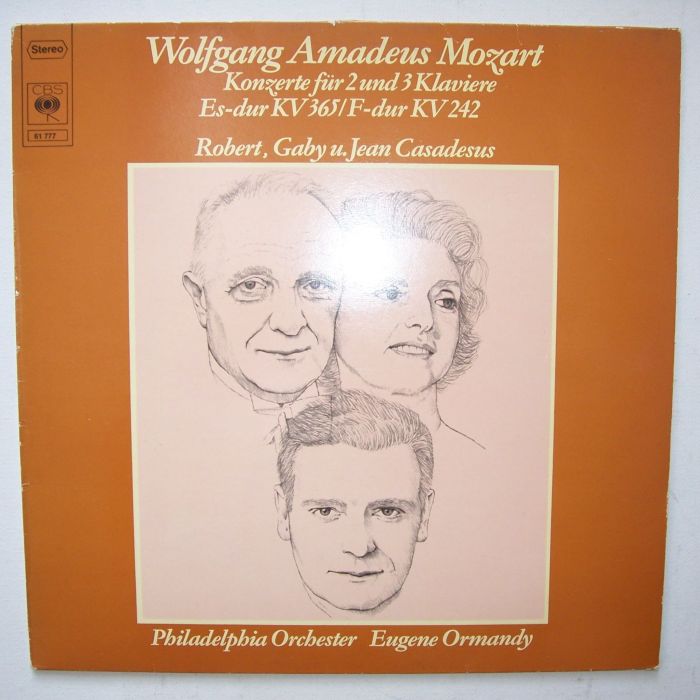 Stereo
CBS
61 777
Wolfgang Amadeus Mozart
Konzerte für 2 und 3 Klaviere
Es-dur KV 365/F-dur KV 242
Robert, Gaby u. Jean Casadesus
Philadelphia Orchester Eugene Ormandy